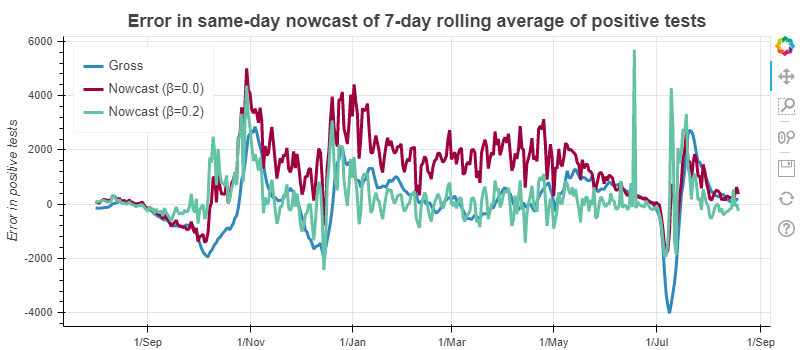 Error in same-day nowcast of 7-day rolling average of positive tests
Error in positive tests
6000
4000
2000
0
-2000
-4000
Gross
Nowcast (β=0.0)
Nowcast (β=0.2)
1/Sep
1/Nov
1/Jan
1/Mar
1/May
1/Jul
1/Sep